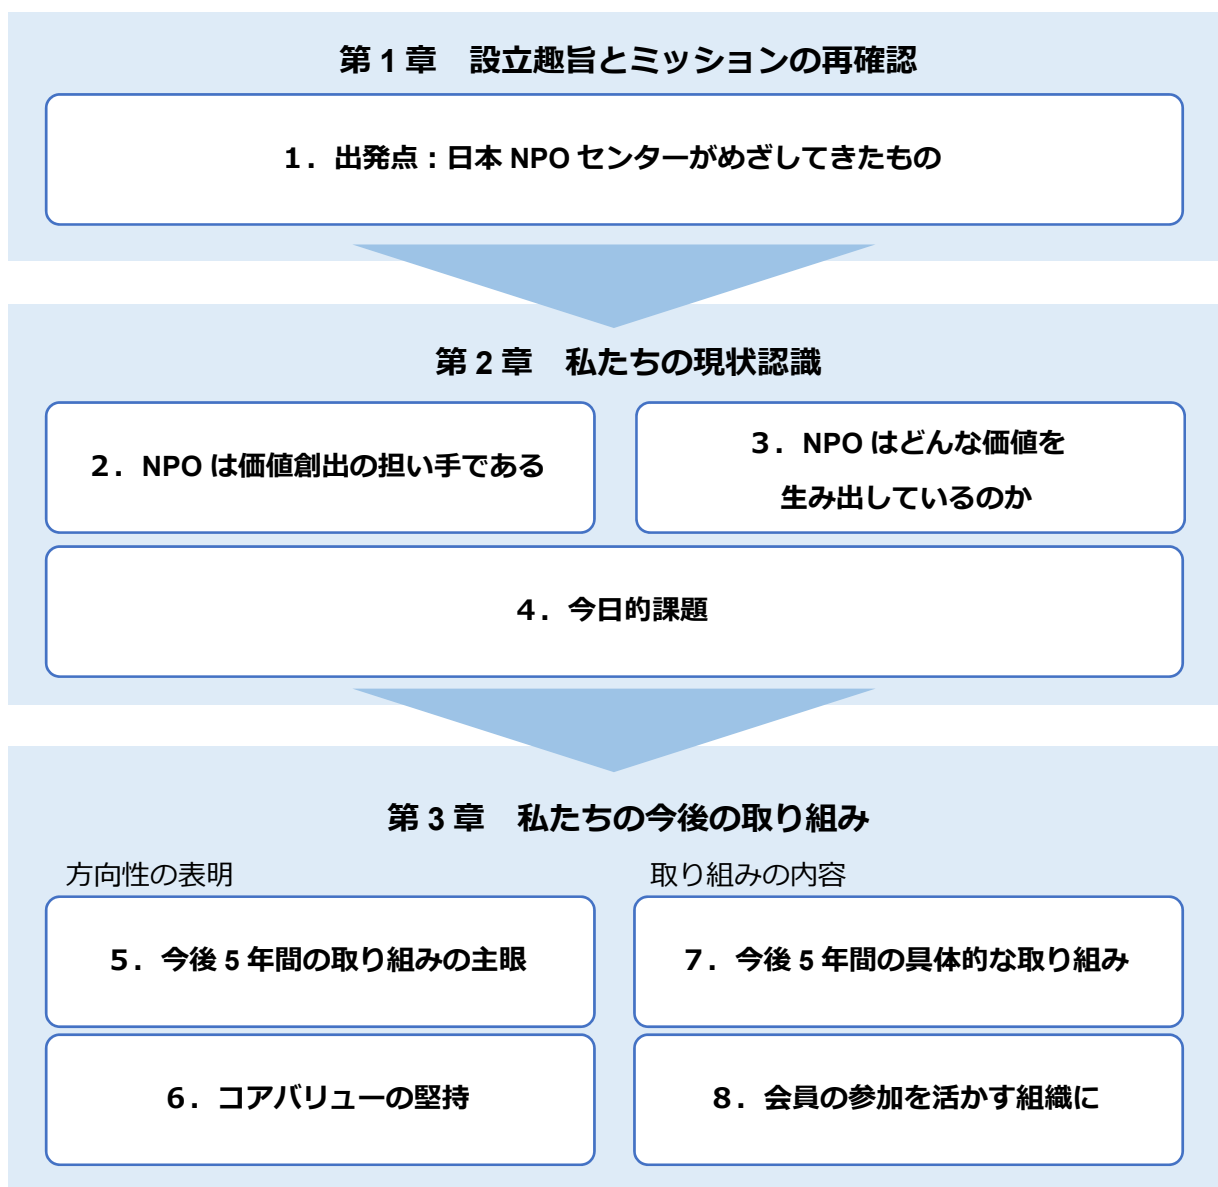 第1章　設立趣旨とミッションの再確認
１．出発点：日本 NPO センターがめざしてきたもの
第2章　私たちの現状認識
２．NPO は価値創出の担い手である
３．NPO はどんな価値を
生み出しているのか
４．今日的課題
第3章　私たちの今後の取り組み
方向性の表明
５．今後 5 年間の取り組みの主眼
６．コアバリューの堅持
取り組みの内容
７．今後 5 年間の具体的な取り組み
８．会員の参加を活かす組織に